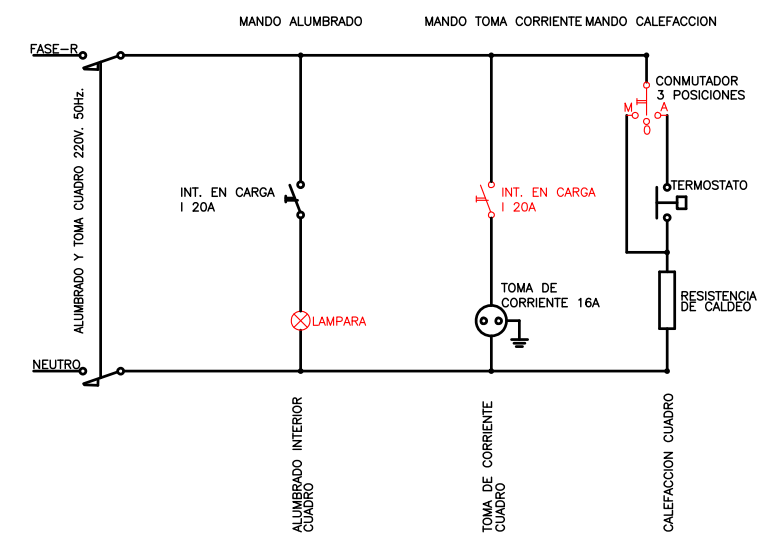 MANDO ALUMBRADO
MANDO TOMA CORRIENTE
MANDO CALEFACCION
FASE-R
CONMUTADOR
3 POSICIONES
M
A
O
ALUMBRADO Y TOMA CUADRO 220V. 50Hz.
INT. EN CARGA
I 20A
INT. EN CARGA
I 20A
TERMOSTATO
TOMA DE
CORRIENTE 16A
RESISTENCIA
DE CALDEO
LAMPARA
NEUTRO
ALUMBRADO INTERIOR
CUADRO
TOMA DE CORRIENTE
CUADRO
CALEFACCION CUADRO